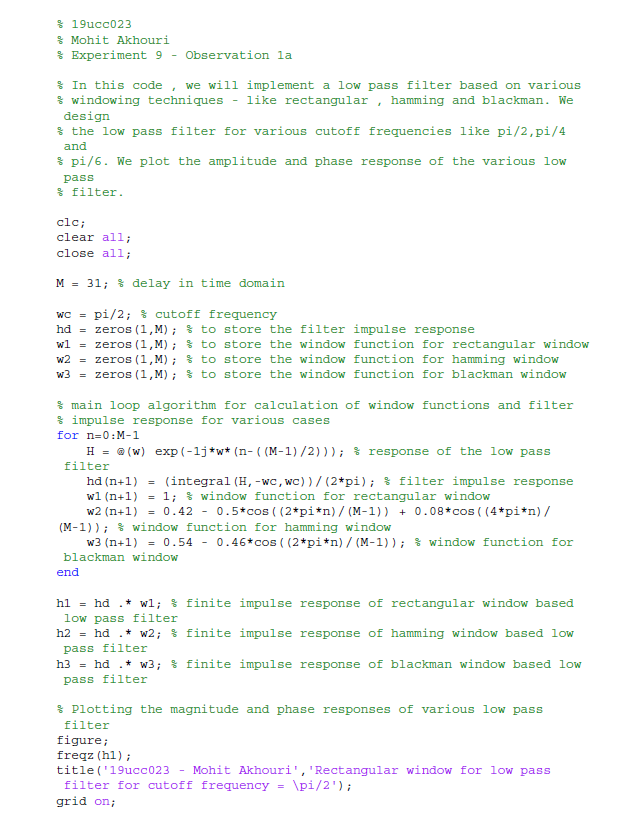 % 19ucc023
% Mohit Akhouri
% Experiment 9 - Observation 1a
% In this code , we will implement a low pass filter based on various
% windowing techniques - like rectangular , hamming and blackman. We
design
% the low pass filter for various cutoff frequencies like pi/2,pi/4
and
% pi/6. We plot the amplitude and phase response of the various low
pass
% filter.
clc;
clear all;
close all;
M = 31; % delay in time domain
wc = pi/2; % cutoff frequency
hd = zeros(1,M); % to store the filter impulse response
w1 = zeros(1,M); % to store the window function for rectangular window
w2 = zeros(1,M); % to store the window function for hamming window
w3 = zeros(1,M); % to store the window function for blackman window
% main loop algorithm for calculation of window functions and filter
% impulse response for various cases
for n=0:M-1
H = @(w) exp(-1j*w*(n-((M-1)/2))); % response of the low pass
filter
hd(n+1) = (integral(H,-wc,wc))/(2*pi); % filter impulse response
w1(n+1) = 1; % window function for rectangular window
w2(n+1) = 0.42 - 0.5*cos((2*pi*n)/(M-1)) + 0.08*cos((4*pi*n)/
(M-1)); % window function for hamming window
w3(n+1) = 0.54 - 0.46*cos((2*pi*n)/(M-1)); % window function for
blackman window
end
h1 = hd .* w1; % finite impulse response of rectangular window based
low pass filter
h2 = hd .* w2; % finite impulse response of hamming window based low
pass filter
h3 = hd .* w3; % finite impulse response of blackman window based low
pass filter
% Plotting the magnitude and phase responses of various low pass
filter
figure;
freqz(h1);
title('19ucc023 - Mohit Akhouri','Rectangular window for low pass
filter for cutoff frequency = \pi/2');
grid on;